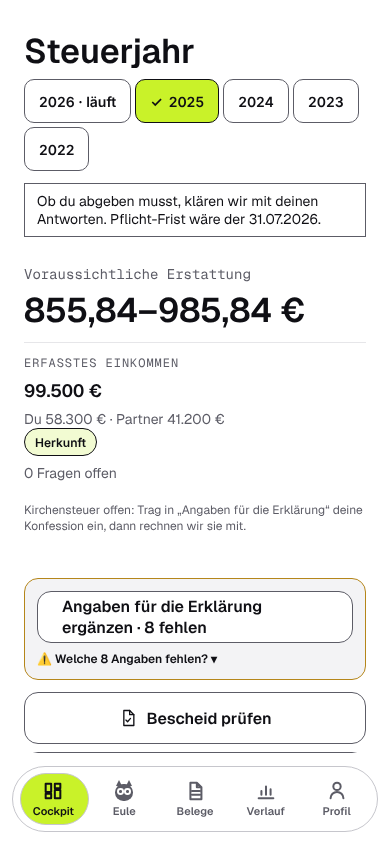 Steuerjahr
2026 · läuft
✓ 2025
2024
2023
2022
Ob du abgeben musst, klären wir mit deinen
Antworten. Pflicht-Frist wäre der 31.07.2026.
Voraussichtliche Erstattung
855,84–985,84 €
ERFASSTES EINKOMMEN
99.500 €
Du 58.300 € · Partner 41.200 €
Herkunft
0 Fragen offen
Kirchensteuer offen: Trag in „Angaben für die Erklärung“ deine
Konfession ein, dann rechnen wir sie mit.
Angaben für die Erklärung
ergänzen · 8 fehlen
⚠️ Welche 8 Angaben fehlen? ▾
Bescheid prüfen
Cockpit
Eule
Belege
Verlauf
Profil